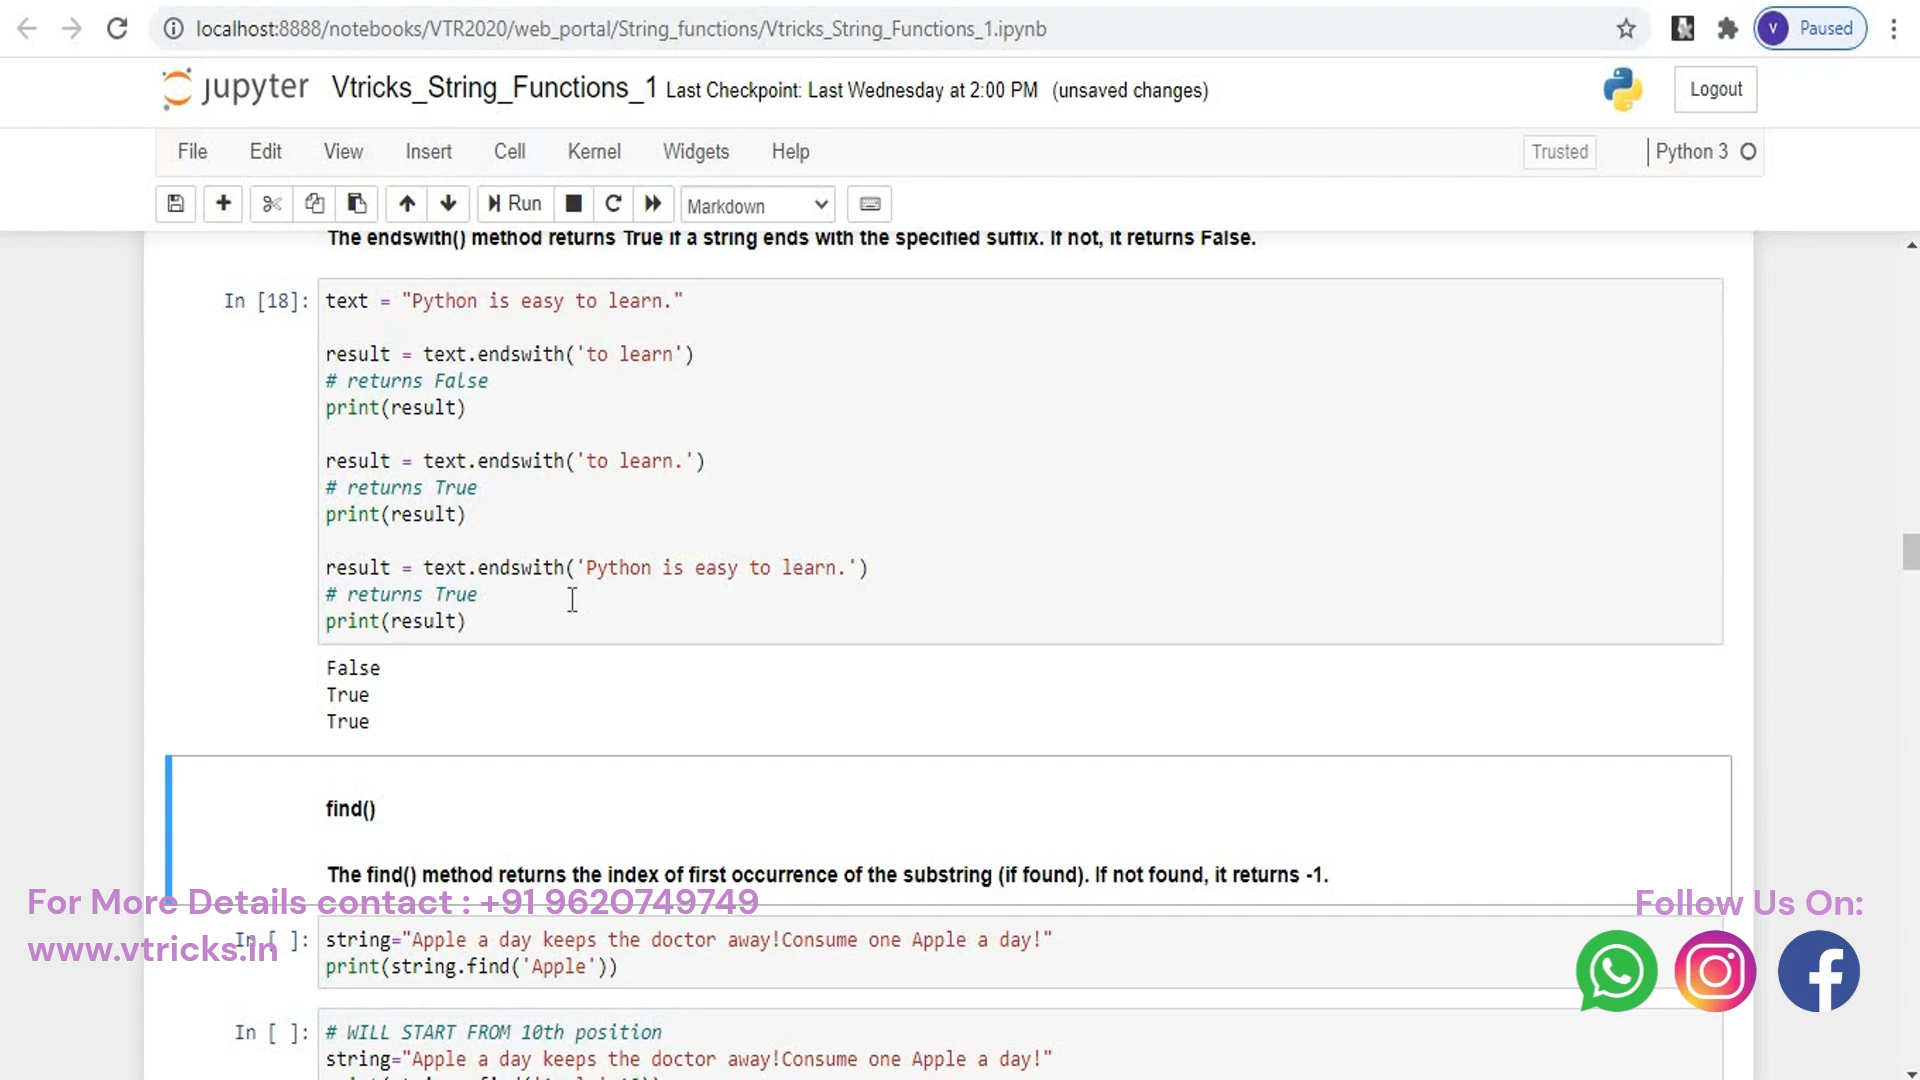 localhost:8888/notebooks/VTR2020/web_portal/String_functions/Vtricks_String_Functions_1.ipynb
V Paused
jupyter Vtricks_String_Functions_1 Last Checkpoint: Last Wednesday at 2:00 PM (unsaved changes)
Logout
File Edit View Insert Cell Kernel Widgets Help
Trusted Python 3
Run Markdown
The endswith() method returns True if a string ends with the specified suffix. If not, it returns False.
In [18]: text = "Python is easy to learn."
result = text.endswith('to learn')
# returns False
print(result)
result = text.endswith('to learn.')
# returns True
print(result)
result = text.endswith('Python is easy to learn.')
# returns True
print(result)
False
True
True
find()
The find() method returns the index of first occurrence of the substring (if found). If not found, it returns -1.
For More Details contact : +91 9620749749
Follow Us On:
In [ ]: string="Apple a day keeps the doctor away!Consume one Apple a day!"
www.vtricks.in
print(string.find('Apple'))
In [ ]: # WILL START FROM 10th position
string="Apple a day keeps the doctor away!Consume one Apple a day!"